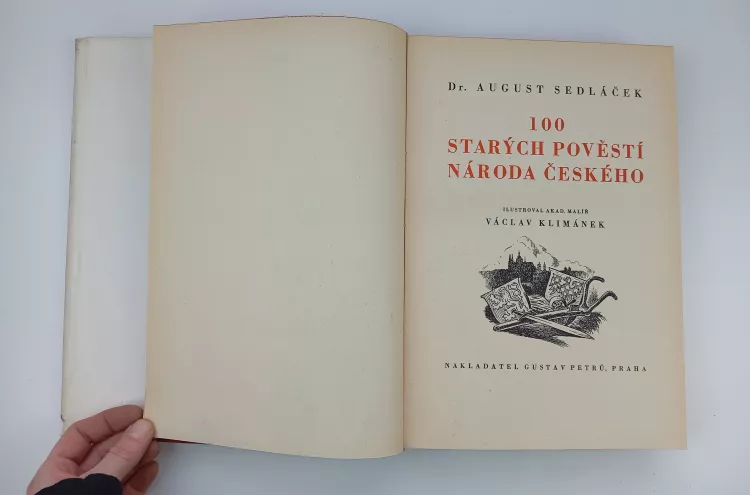 Dr. AUGUST SEDLÁČEK
100
STARÝCH POVĚSTÍ
NÁRODA ČESKÉHO
ILUSTROVAL AKAD. MALÍŘ
VÁCLAV KLIMÁNEK
NAKLADATEL GUSTAV PETRŮ, PRAHA